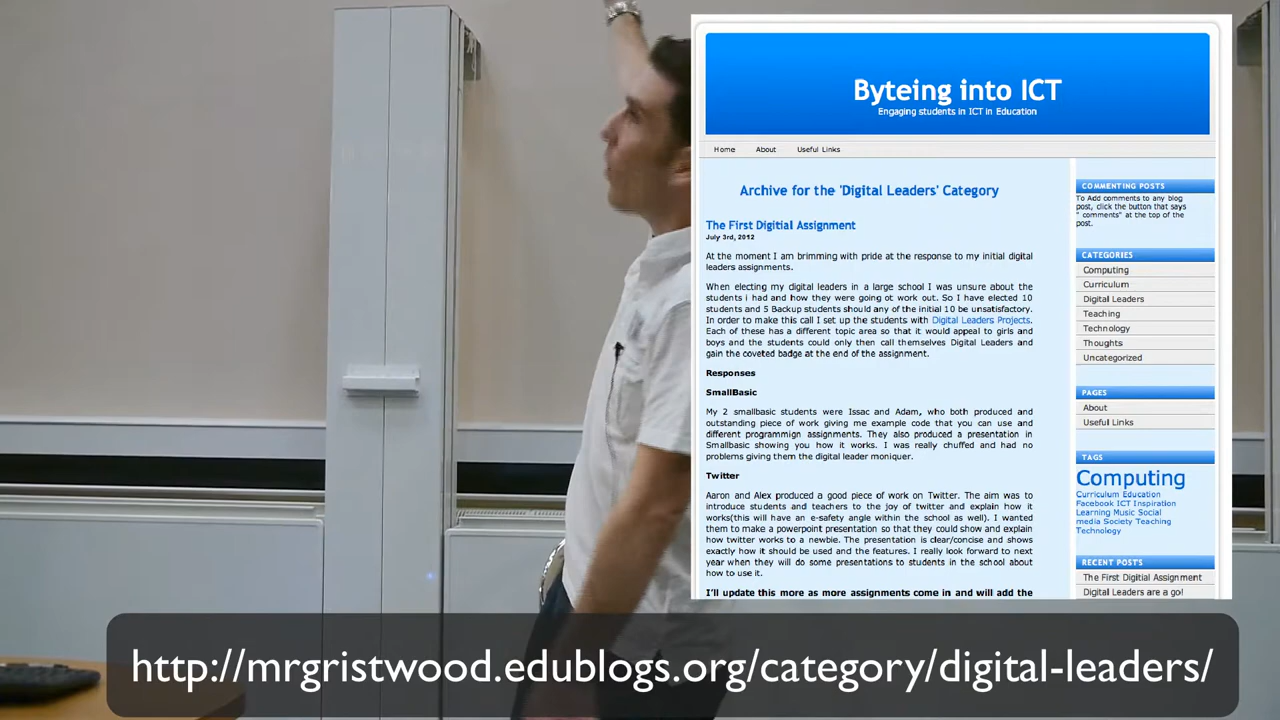 Byteing into ICT
Engaging students in ICT in Education
Home About Useful Links
Archive for the 'Digital Leaders' Category
The First Digitial Assignment
July 3rd, 2012
At the moment I am brimming with pride at the response to my initial digital
leaders assignments.
When electing my digital leaders in a large school I was unsure about the
students i had and how they were going ot work out. So I have elected 10
students and 5 Backup students should any of the initial 10 be unsatisfactory.
In order to make this call I set up the students with Digital Leaders Projects.
Each of these has a different topic area so that it would appeal to girls and
boys and the students could only then call themselves Digital Leaders and
gain the coveted badge at the end of the assignment.
Responses
SmallBasic
My 2 smallbasic students were Issac and Adam, who both produced and
outstanding piece of work giving me example code that you can use and
different programmign assignments. They also produced a presentation in
Smallbasic showing you how it works. I was really chuffed and had no
problems giving them the digital leader moniquer.
Twitter
Aaron and Alex produced a good piece of work on Twitter. The aim was to
introduce students and teachers to the joy of twitter and explain how it
works(this will have an e-safety angle within the school as well). I wanted
them to make a powerpoint presentation so that they could show and explain
how twitter works to a newbie. The presentation is clear/concise and shows
exactly how it should be used and the features. I really look forward to next
year when they will do some presentations to students in the school about
how to use it.
I'll update this more as more assignments come in and will add the
COMMENTING POSTS
To Add comments to any blog
post, click the button that says
" comments" at the top of the
post.
CATEGORIES
Computing
Curriculum
Digital Leaders
Teaching
Technology
Thoughts
Uncategorized
PAGES
About
Useful Links
TAGS
Computing
Curriculum Education
Facebook ICT Inspiration
Learning Music Social
media Society Teaching
Technology
RECENT POSTS
The First Digitial Assignment
Digital Leaders are a go!
http://mrgristwood.edublogs.org/category/digital-leaders/